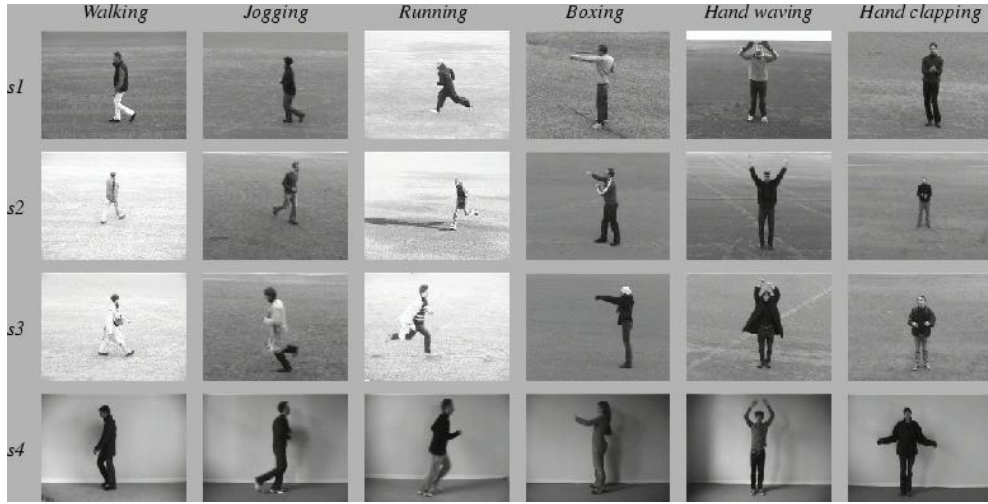 Walking Jogging Running Boxing Hand waving Hand clapping
s1
s2
s3
s4